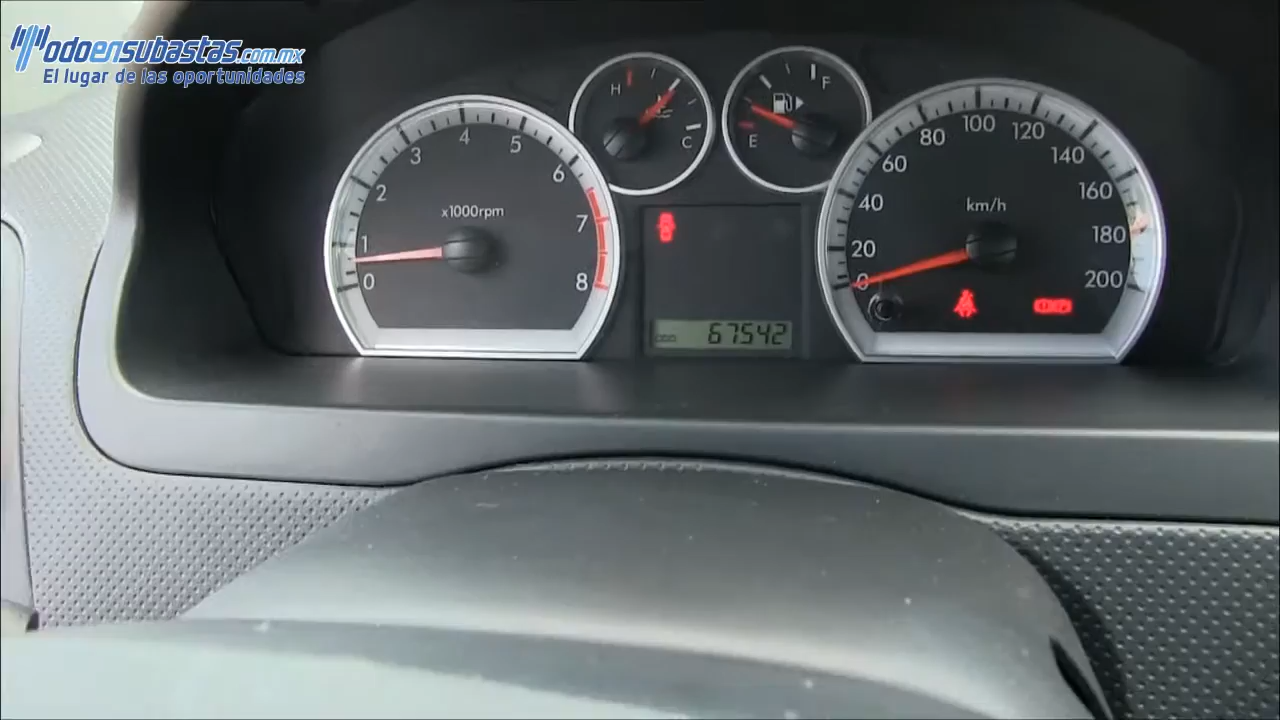 Todoensubastas.com.mx
El lugar de las oportunidades
0
1
2
3
4
5
6
7
8
x1000rpm
H
C
E
F
ODO
67542
0
20
40
60
80
100
120
140
160
180
200
km/h